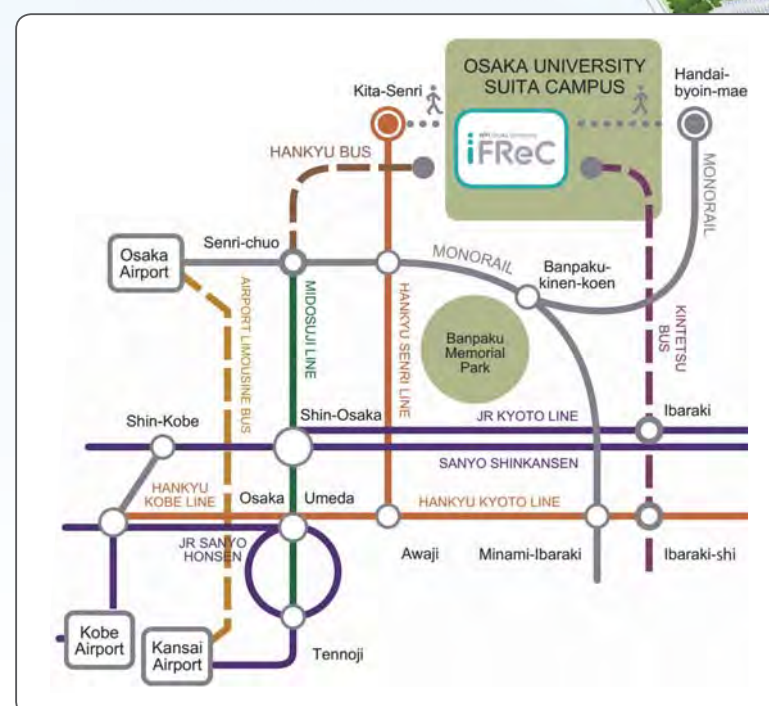 OSAKA UNIVERSITY
SUITA CAMPUS
Handai-
byoin-mae
Kita-Senri
iFReC
HANKYU BUS
MONORAIL
Osaka
Airport
Senri-chuo
MONORAIL
Banpaku-
kinen-koen
AIRPORT LIMOUSINE BUS
MIDOSUJI LINE
HANKYU SENRI LINE
Banpaku
Memorial
Park
KINTETSU
BUS
Shin-Kobe
Shin-Osaka
JR KYOTO LINE
Ibaraki
SANYO SHINKANSEN
HANKYU
KOBE LINE
Osaka
Umeda
HANKYU KYOTO LINE
JR SANYO
HONSEN
Awaji
Minami-Ibaraki
Ibaraki-shi
Kobe
Airport
Kansai
Airport
Tennoji